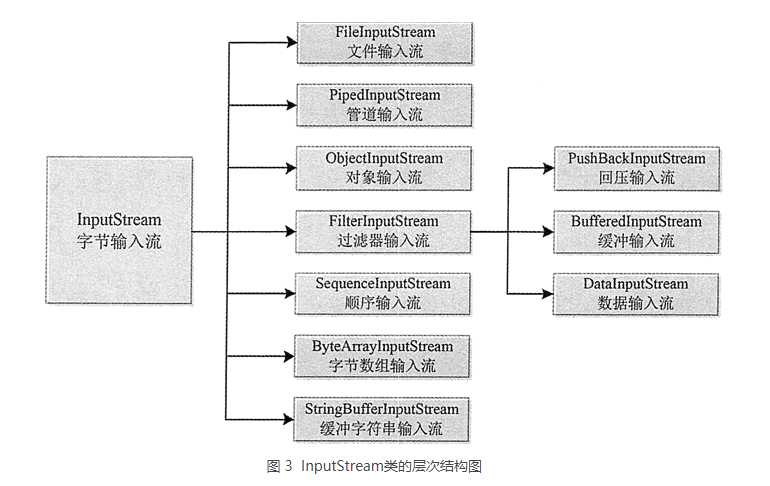 FileInputStream
文件输入流
PipedInputStream
管道输入流
ObjectInputStream
对象输入流
InputStream
字节输入流
FilterInputStream
过滤器输入流
SequenceInputStream
顺序输入流
ByteArrayInputStream
字节数组输入流
StringBufferInputStream
缓冲字符串输入流
PushBackInputStream
回压输入流
BufferedInputStream
缓冲输入流
DataInputStream
数据输入流
图 3 InputStream类的层次结构图